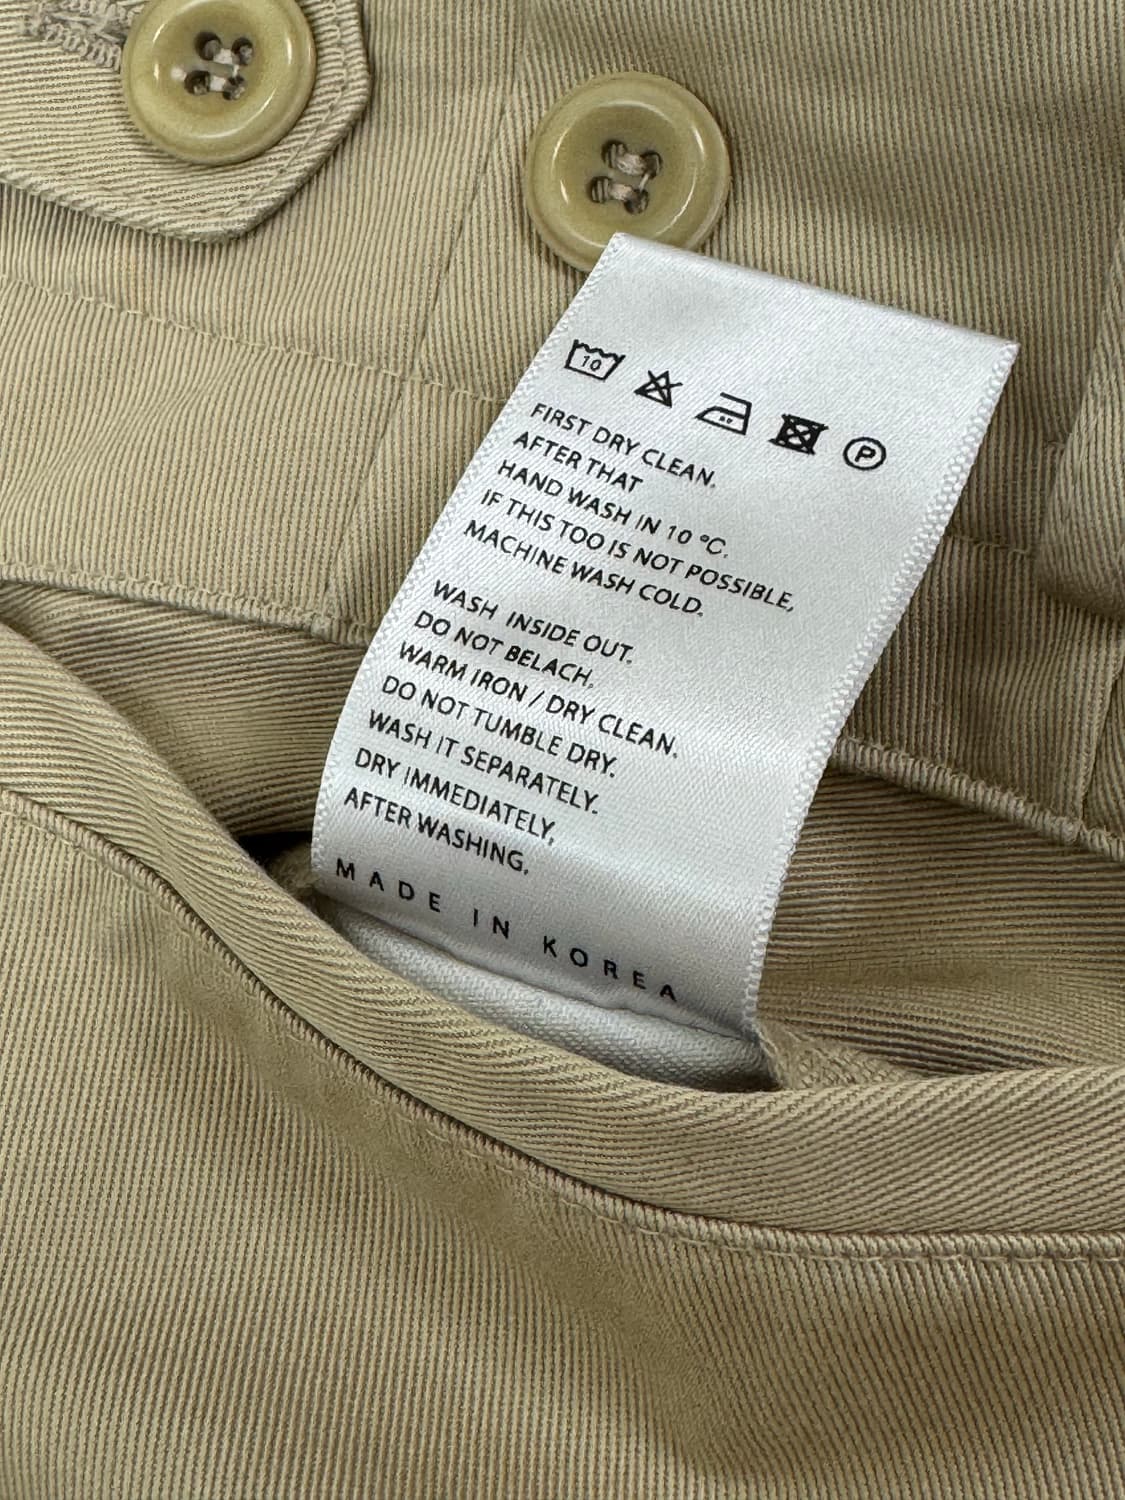 10
P
FIRST DRY CLEAN.
AFTER THAT
HAND WASH IN 10 °C.
IF THIS TOO IS NOT POSSIBLE,
MACHINE WASH COLD.
WASH INSIDE OUT.
DO NOT BELACH,
WARM IRON / DRY CLEAN.
DO NOT TUMBLE DRY.
WASH IT SEPARATELY.
DRY IMMEDIATELY,
AFTER WASHING,
MADE IN KOREA